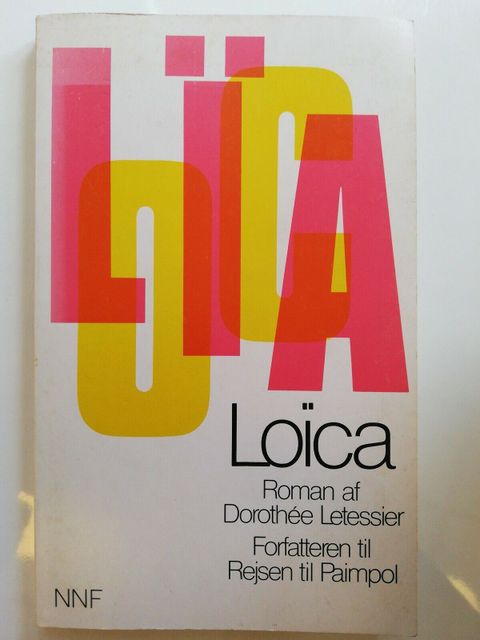 LOÏCA
Loïca
Roman af
Dorothée Letessier
Forfatteren til
Rejsen til Paimpol
NNF